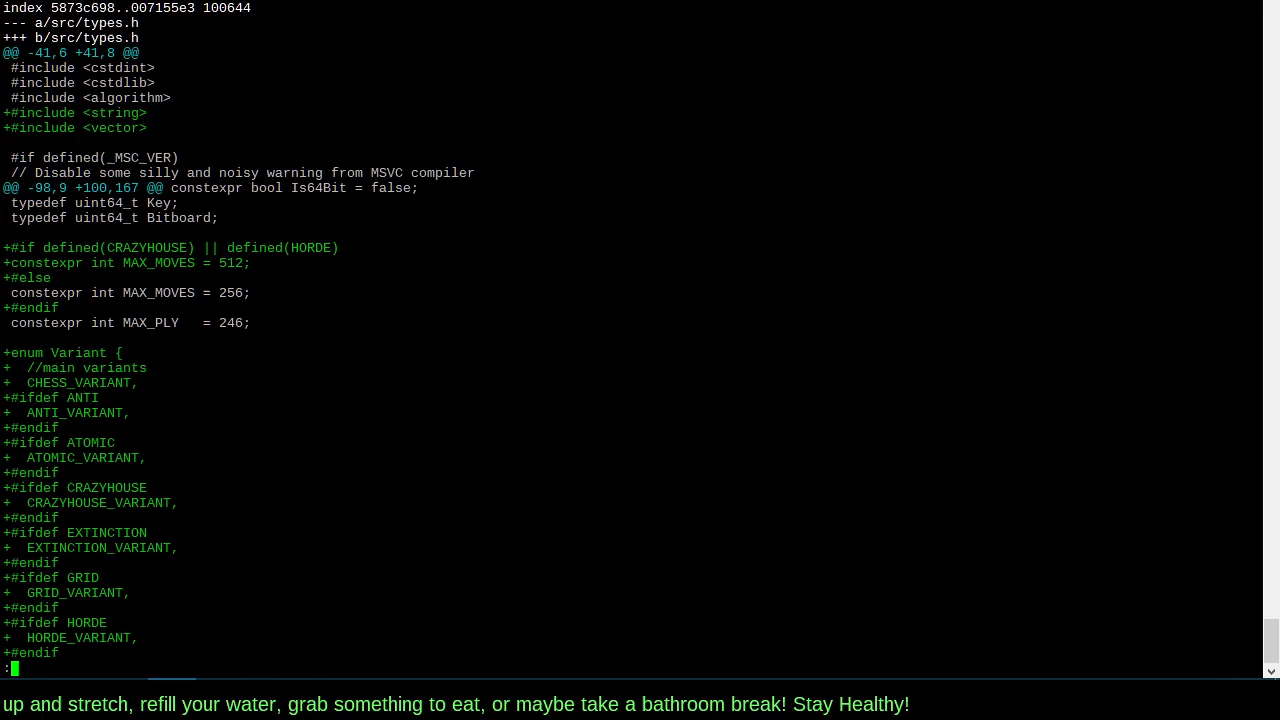 index 5873c698..007155e3 100644
--- a/src/types.h
+++ b/src/types.h
@@ -41,6 +41,8 @@
 #include <cstdint>
 #include <cstdlib>
 #include <algorithm>
+#include <string>
+#include <vector>
 #if defined(_MSC_VER)
 // Disable some silly and noisy warning from MSVC compiler
@@ -98,9 +100,167 @@ constexpr bool Is64Bit = false;
 typedef uint64_t Key;
 typedef uint64_t Bitboard;
+#if defined(CRAZYHOUSE) || defined(HORDE)
+constexpr int MAX_MOVES = 512;
+#else
 constexpr int MAX_MOVES = 256;
+#endif
 constexpr int MAX_PLY   = 246;
+enum Variant {
+  //main variants
+  CHESS_VARIANT,
+#ifdef ANTI
+  ANTI_VARIANT,
+#endif
+#ifdef ATOMIC
+  ATOMIC_VARIANT,
+#endif
+#ifdef CRAZYHOUSE
+  CRAZYHOUSE_VARIANT,
+#endif
+#ifdef EXTINCTION
+  EXTINCTION_VARIANT,
+#endif
+#ifdef GRID
+  GRID_VARIANT,
+#endif
+#ifdef HORDE
+  HORDE_VARIANT,
+#endif
:
up and stretch, refill your water, grab something to eat, or maybe take a bathroom break! Stay Healthy!